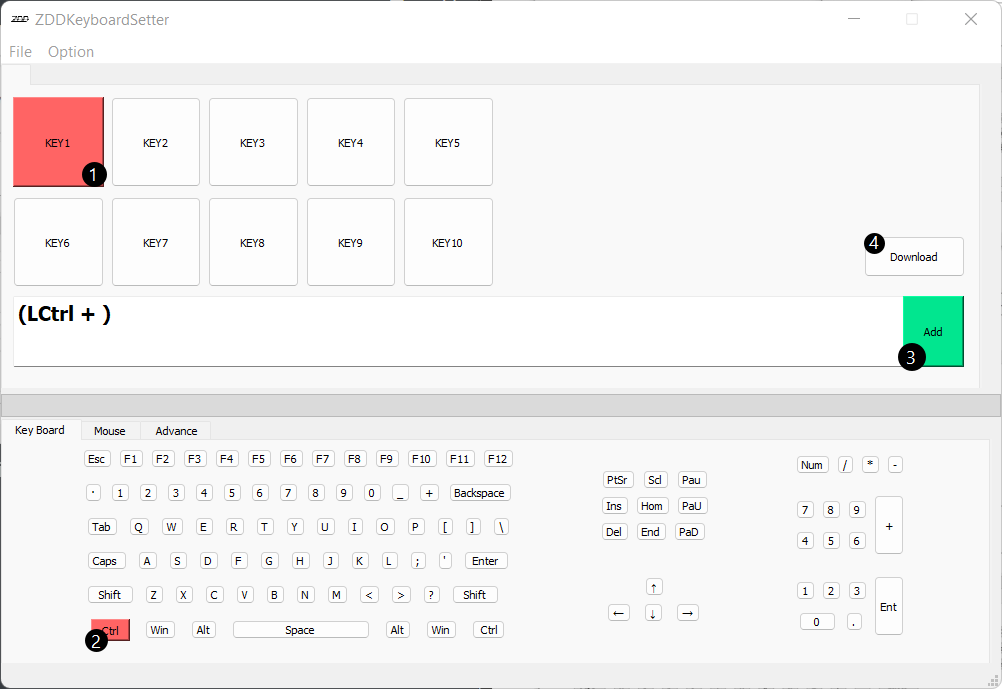 ZDD ZDDKeyboardSetter
File Option
KEY1 KEY2 KEY3 KEY4 KEY5
1
KEY6 KEY7 KEY8 KEY9 KEY10
4
Download
(LCtrl + )
Add
3
Key Board Mouse Advance
Esc F1 F2 F3 F4 F5 F6 F7 F8 F9 F10 F11 F12
· 1 2 3 4 5 6 7 8 9 0 _ + Backspace
Tab Q W E R T Y U I O P [ ] \
Caps A S D F G H J K L ; ' Enter
Shift Z X C V B N M < > ? Shift
Ctrl Win Alt Space Alt Win Ctrl
2
PtSr Scl Pau
Ins Hom PaU
Del End PaD
↑
← ↓ →
Num / * -
7 8 9 +
4 5 6
1 2 3 Ent
0 .